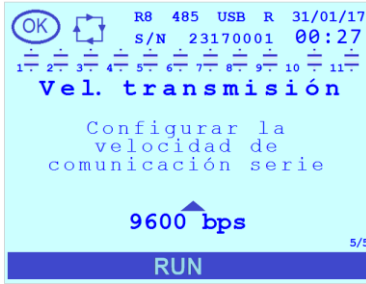 OK R8 485 USB R 31/01/17
S/N 23170001 00:27
1 2 3 4 5 6 7 8 9 10 11
Vel. transmisión
Configurar la
velocidad de
comunicación serie
9600 bps
5/5
RUN